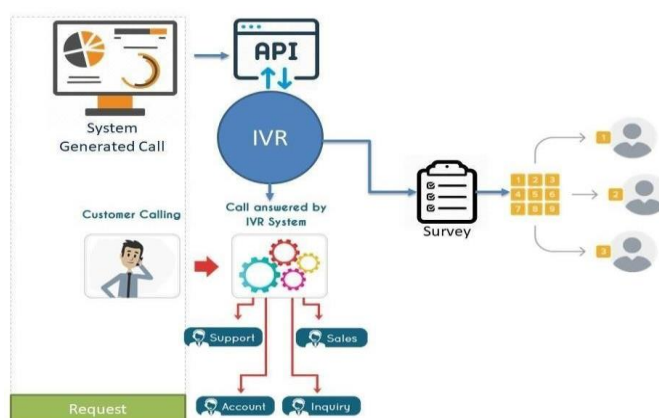 API
System
Generated Call
IVR
1
1 2 3
4 5 6
7 8 9
2
Survey
3
Customer Calling
Call answered by
IVR System
Support
Sales
Account
Inquiry
Request